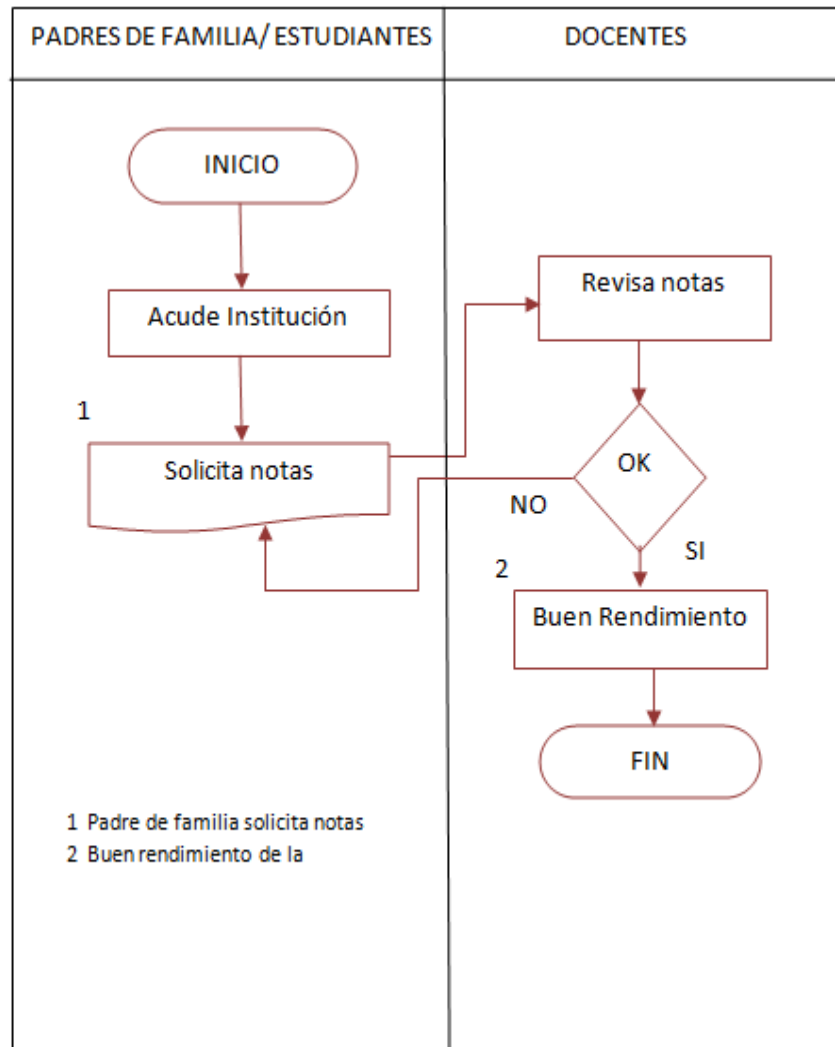 PADRES DE FAMILIA/ ESTUDIANTES
DOCENTES
INICIO
Acude Institución
1
Solicita notas
Revisa notas
OK
NO
SI
2
Buen Rendimiento
FIN
1 Padre de familia solicita notas
2 Buen rendimiento de la